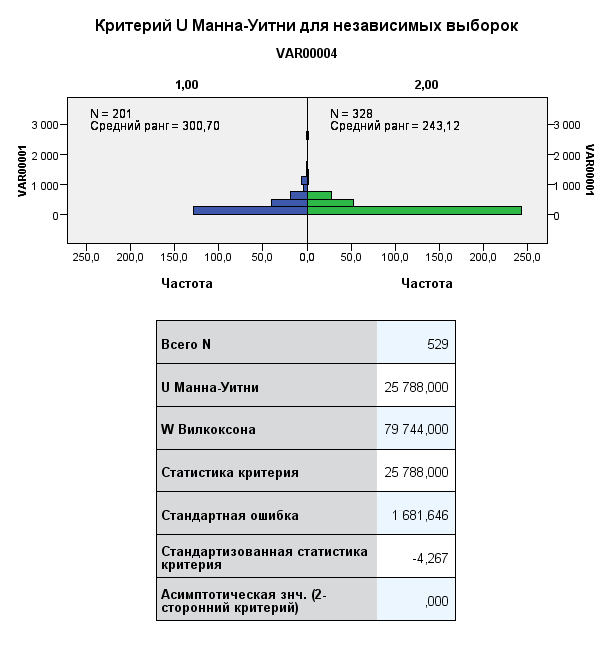 Критерий U Манна-Уитни для независимых выборок
VAR00004
1,00 2,00
N = 201
Средний ранг = 300,70
N = 328
Средний ранг = 243,12
VAR00001
3 000
2 000
1 000
0
3 000
2 000
1 000
0
VAR00001
250,0 200,0 150,0 100,0 50,0 0,0 50,0 100,0 150,0 200,0 250,0
Частота Частота
Всего N 529
U Манна-Уитни 25 788,000
W Вилкоксона 79 744,000
Статистика критерия 25 788,000
Стандартная ошибка 1 681,646
Стандартизованная статистика
критерия -4,267
Асимптотическая знч. (2-
сторонний критерий) ,000